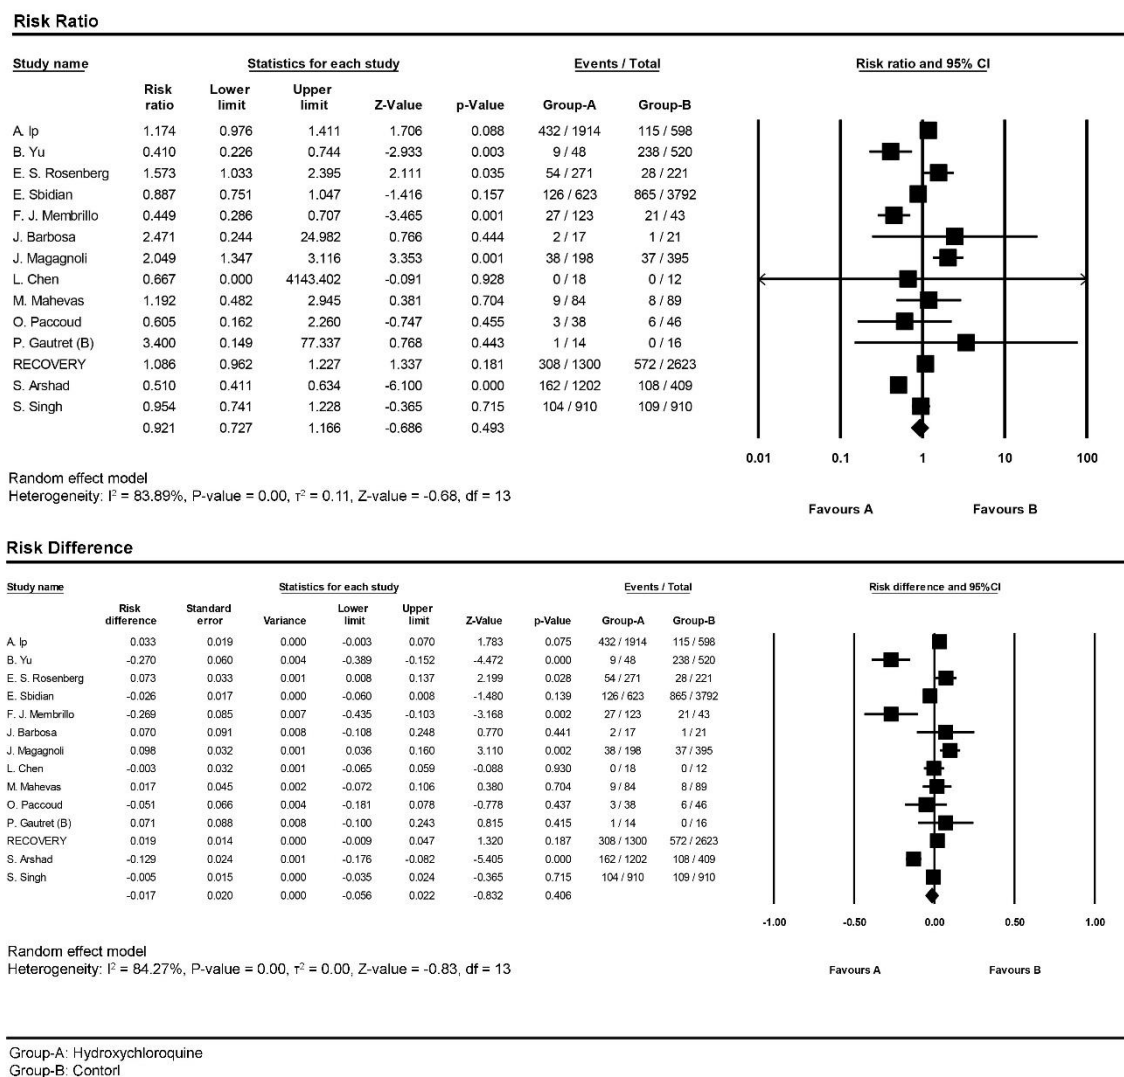 Risk Ratio
Study name Statistics for each study Events / Total Risk ratio and 95% CI
Risk Lower Upper
ratio limit limit Z-Value p-Value Group-A Group-B
A. Ip 1.174 0.976 1.411 1.706 0.088 432 / 1914 115 / 598
B. Yu 0.410 0.226 0.744 -2.933 0.003 9 / 48 238 / 520
E. S. Rosenberg 1.573 1.033 2.395 2.111 0.035 54 / 271 28 / 221
E. Sbidian 0.887 0.751 1.047 -1.416 0.157 126 / 623 865 / 3792
F. J. Membrillo 0.449 0.286 0.707 -3.465 0.001 27 / 123 21 / 43
J. Barbosa 2.471 0.244 24.982 0.766 0.444 2 / 17 1 / 21
J. Magagnoli 2.049 1.347 3.116 3.353 0.001 38 / 198 37 / 395
L. Chen 0.667 0.000 4143.402 -0.091 0.928 0 / 18 0 / 12
M. Mahevas 1.192 0.482 2.945 0.381 0.704 9 / 84 8 / 89
O. Paccoud 0.605 0.162 2.260 -0.747 0.455 3 / 38 6 / 46
P. Gautret (B) 3.400 0.149 77.337 0.768 0.443 1 / 14 0 / 16
RECOVERY 1.086 0.962 1.227 1.337 0.181 308 / 1300 572 / 2623
S. Arshad 0.510 0.411 0.634 -6.100 0.000 162 / 1202 108 / 409
S. Singh 0.954 0.741 1.228 -0.365 0.715 104 / 910 109 / 910
0.921 0.727 1.166 -0.686 0.493
0.01 0.1 1 10 100
Random effect model
Heterogeneity: I² = 83.89%, P-value = 0.00, τ² = 0.11, Z-value = -0.68, df = 13
Favours A Favours B
Risk Difference
Study name Statistics for each study Events / Total Risk difference and 95%CI
Risk Standard Lower Upper
difference error Variance limit limit Z-Value p-Value Group-A Group-B
A. Ip 0.033 0.019 0.000 -0.003 0.070 1.783 0.075 432 / 1914 115 / 598
B. Yu -0.270 0.060 0.004 -0.389 -0.152 -4.472 0.000 9 / 48 238 / 520
E. S. Rosenberg 0.073 0.033 0.001 0.008 0.137 2.199 0.028 54 / 271 28 / 221
E. Sbidian -0.026 0.017 0.000 -0.060 0.008 -1.480 0.139 126 / 623 865 / 3792
F. J. Membrillo -0.269 0.085 0.007 -0.435 -0.103 -3.168 0.002 27 / 123 21 / 43
J. Barbosa 0.070 0.091 0.008 -0.108 0.248 0.770 0.441 2 / 17 1 / 21
J. Magagnoli 0.098 0.032 0.001 0.036 0.160 3.110 0.002 38 / 198 37 / 395
L. Chen -0.003 0.032 0.001 -0.065 0.059 -0.088 0.930 0 / 18 0 / 12
M. Mahevas 0.017 0.045 0.002 -0.072 0.106 0.380 0.704 9 / 84 8 / 89
O. Paccoud -0.051 0.066 0.004 -0.181 0.078 -0.778 0.437 3 / 38 6 / 46
P. Gautret (B) 0.071 0.088 0.008 -0.100 0.243 0.815 0.415 1 / 14 0 / 16
RECOVERY 0.019 0.014 0.000 -0.009 0.047 1.320 0.187 308 / 1300 572 / 2623
S. Arshad -0.129 0.024 0.001 -0.176 -0.082 -5.405 0.000 162 / 1202 108 / 409
S. Singh -0.005 0.015 0.000 -0.035 0.024 -0.365 0.715 104 / 910 109 / 910
-0.017 0.020 0.000 -0.056 0.022 -0.832 0.406
-1.00 -0.50 0.00 0.50 1.00
Random effect model
Heterogeneity: I² = 84.27%, P-value = 0.00, τ² = 0.00, Z-value = -0.83, df = 13
Favours A Favours B
Group-A: Hydroxychloroquine
Group-B: Contorl